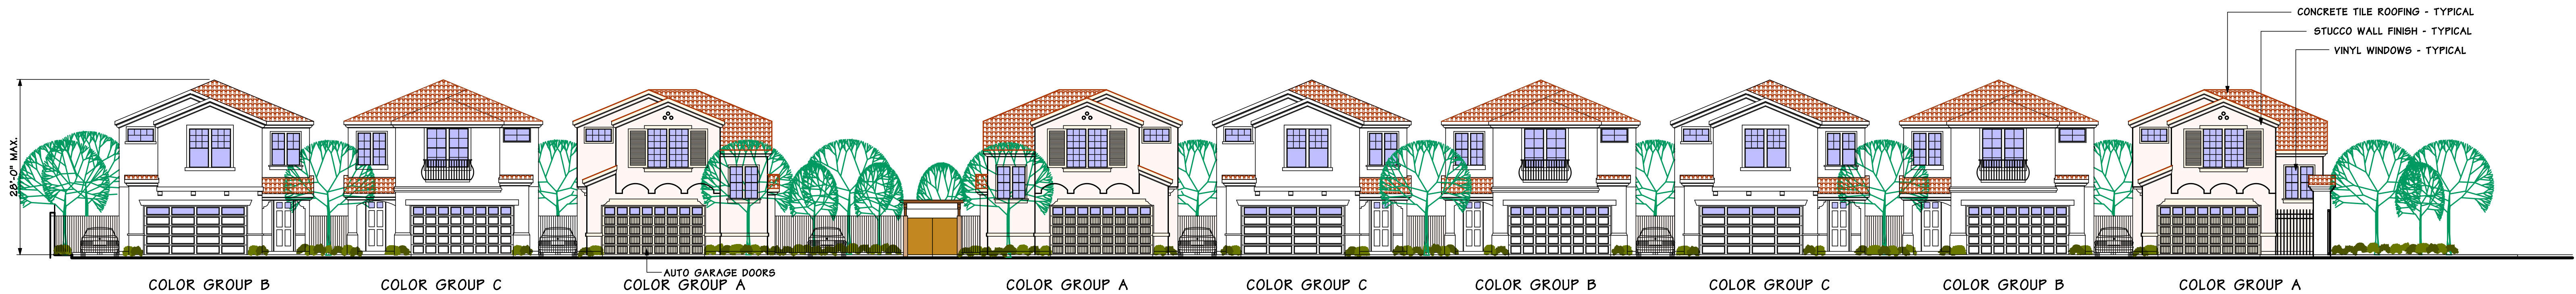 CONCRETE TILE ROOFING - TYPICAL
STUCCO WALL FINISH - TYPICAL
VINYL WINDOWS - TYPICAL
28'-0" MAX.
AUTO GARAGE DOORS
COLOR GROUP B
COLOR GROUP C
COLOR GROUP A
COLOR GROUP A
COLOR GROUP C
COLOR GROUP B
COLOR GROUP C
COLOR GROUP B
COLOR GROUP A